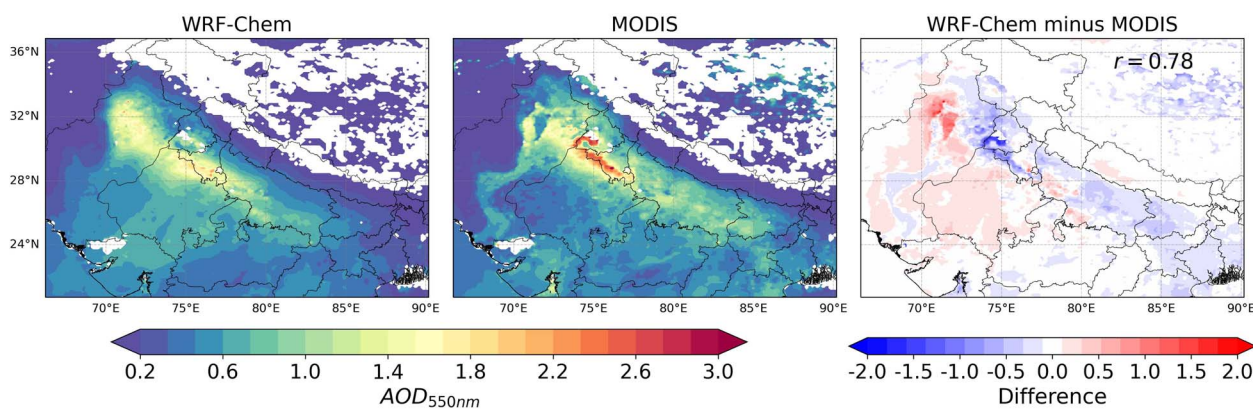 WRF-Chem
MODIS
WRF-Chem minus MODIS
36°N
32°N
28°N
24°N
r = 0.78
70°E 75°E 80°E 85°E 90°E
70°E 75°E 80°E 85°E 90°E
70°E 75°E 80°E 85°E 90°E
0.2 0.6 1.0 1.4 1.8 2.2 2.6 3.0
AOD550nm
-2.0 -1.5 -1.0 -0.5 0.0 0.5 1.0 1.5 2.0
Difference